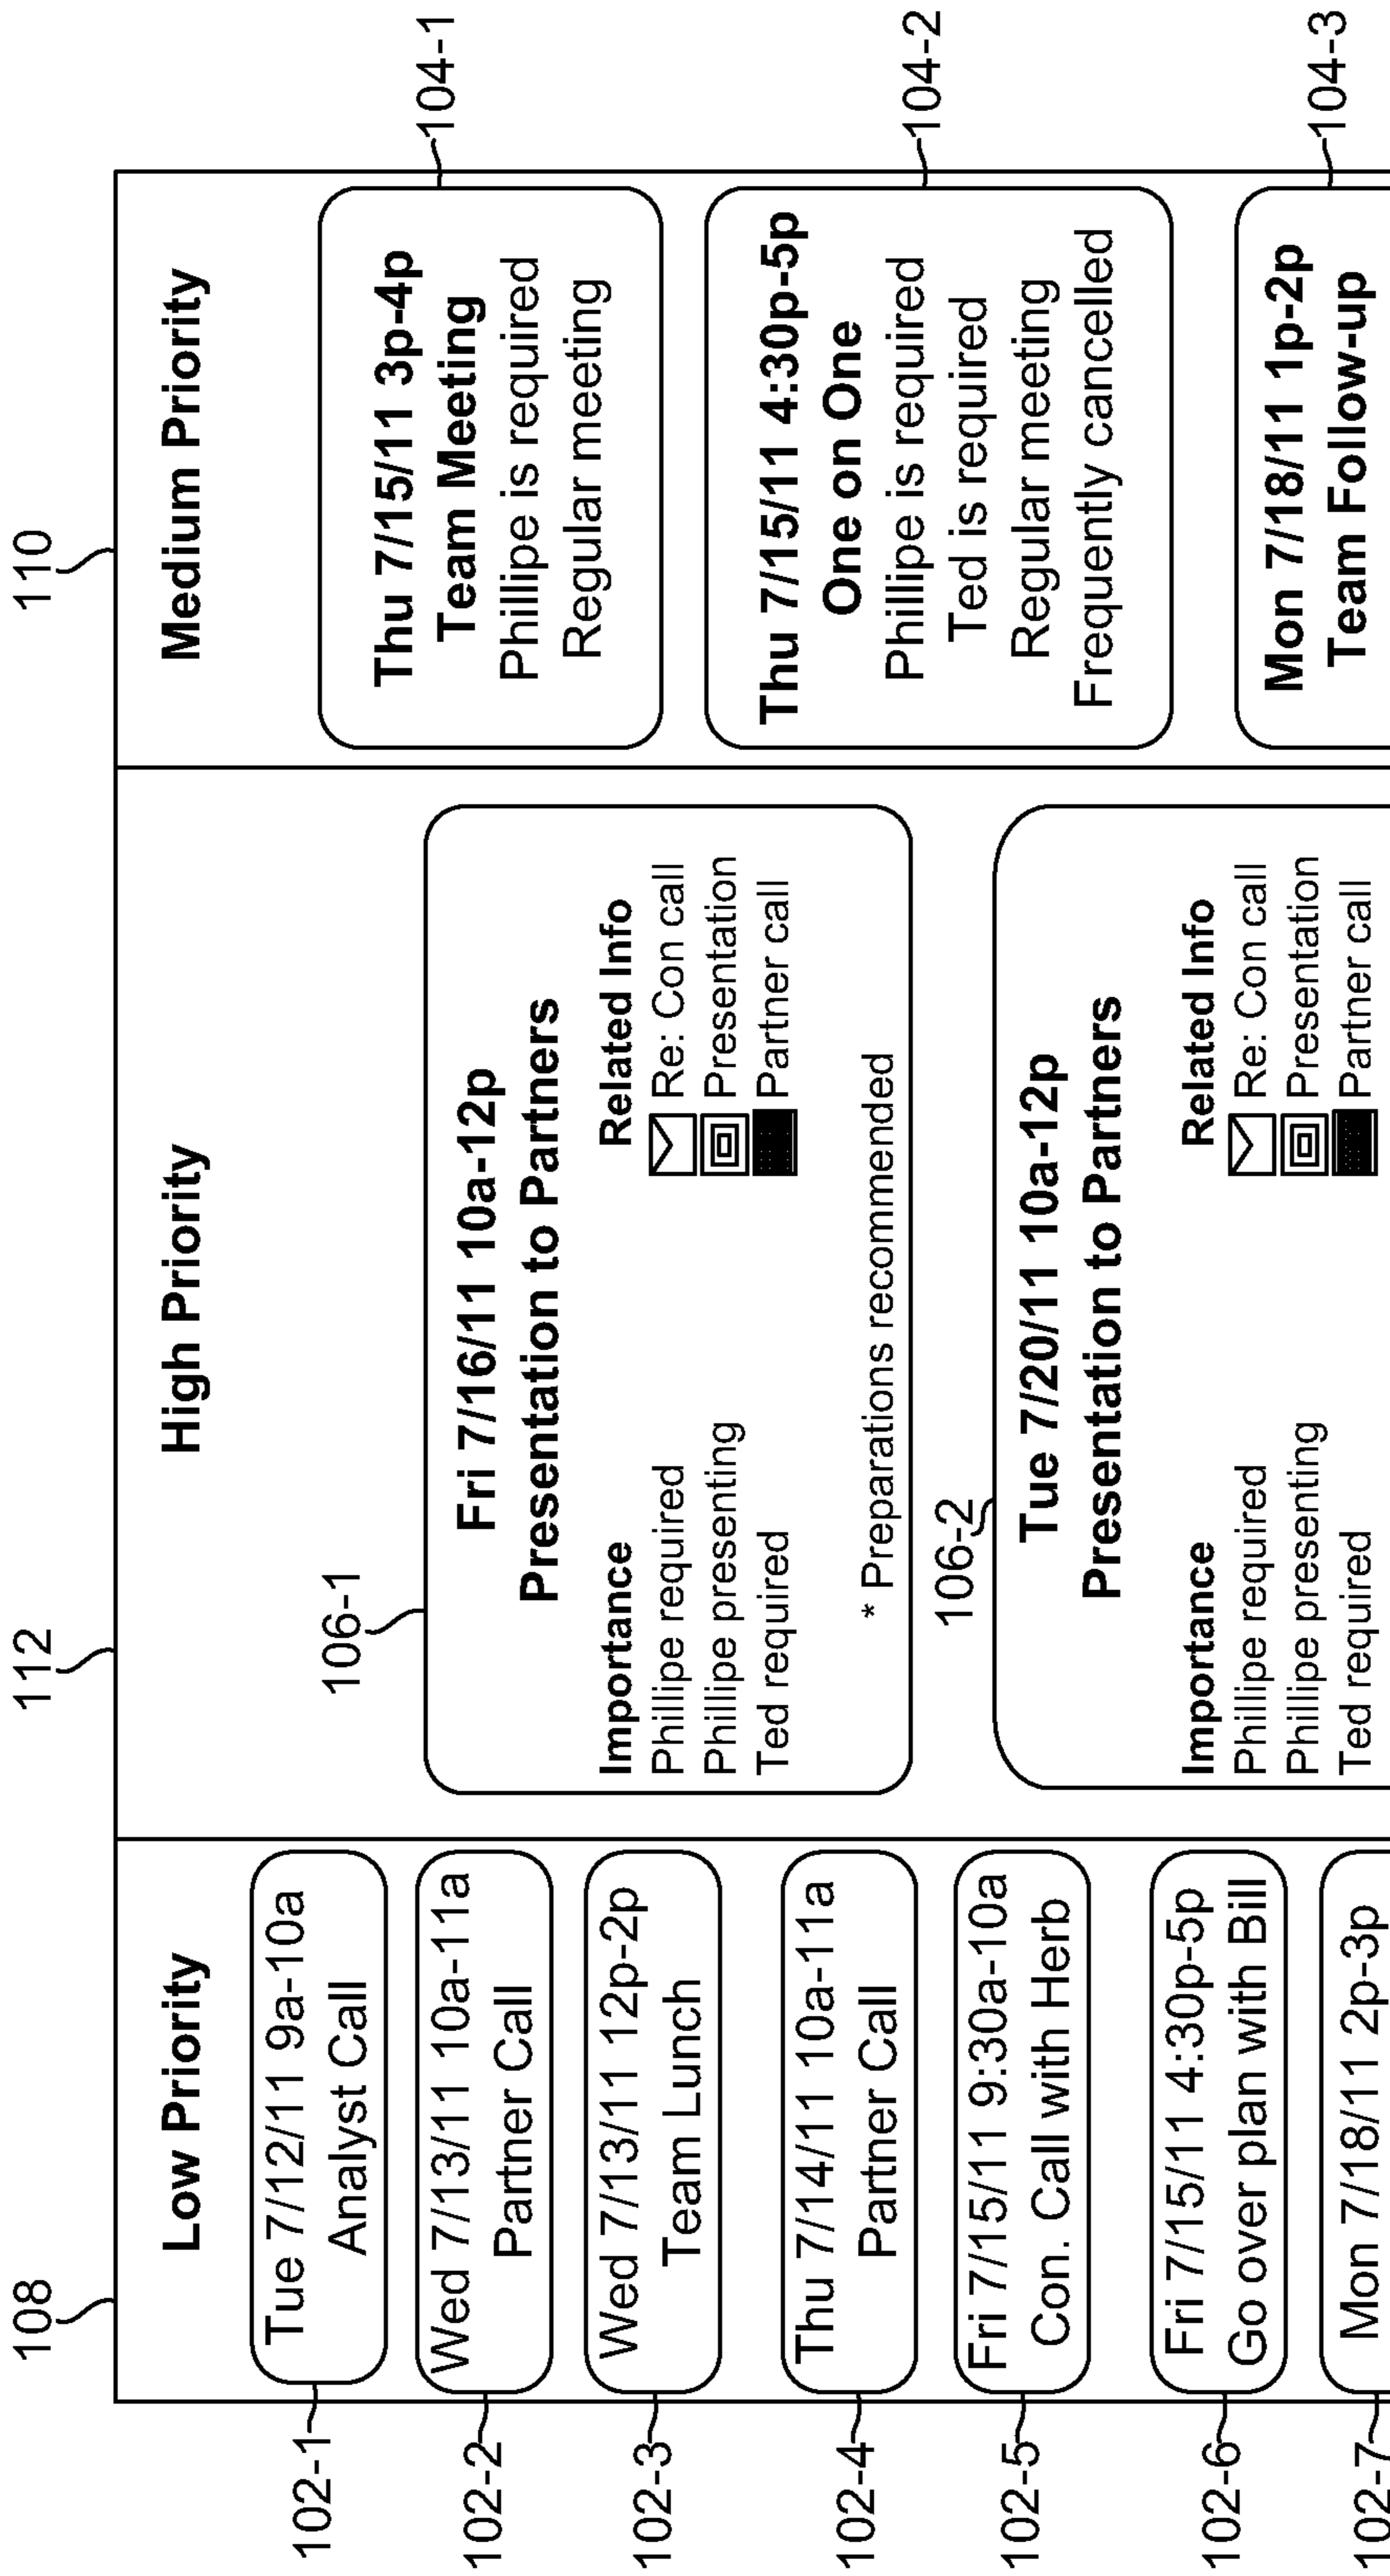 108
112
110
Low Priority
High Priority
Medium Priority
102-1
Tue 7/12/11 9a-10a
Analyst Call
102-2
Wed 7/13/11 10a-11a
Partner Call
102-3
Wed 7/13/11 12p-2p
Team Lunch
102-4
Thu 7/14/11 10a-11a
Partner Call
102-5
Fri 7/15/11 9:30a-10a
Con. Call with Herb
102-6
Fri 7/15/11 4:30p-5p
Go over plan with Bill
102-7
Mon 7/18/11 2p-3p
106-1
Fri 7/16/11 10a-12p
Presentation to Partners
Importance
Phillipe required
Phillipe presenting
Ted required
Related Info
Re: Con call
Presentation
Partner call
* Preparations recommended
106-2
Tue 7/20/11 10a-12p
Presentation to Partners
Importance
Phillipe required
Phillipe presenting
Ted required
Related Info
Re: Con call
Presentation
Partner call
104-1
Thu 7/15/11 3p-4p
Team Meeting
Phillipe is required
Regular meeting
104-2
Thu 7/15/11 4:30p-5p
One on One
Phillipe is required
Ted is required
Regular meeting
Frequently cancelled
104-3
Mon 7/18/11 1p-2p
Team Follow-up